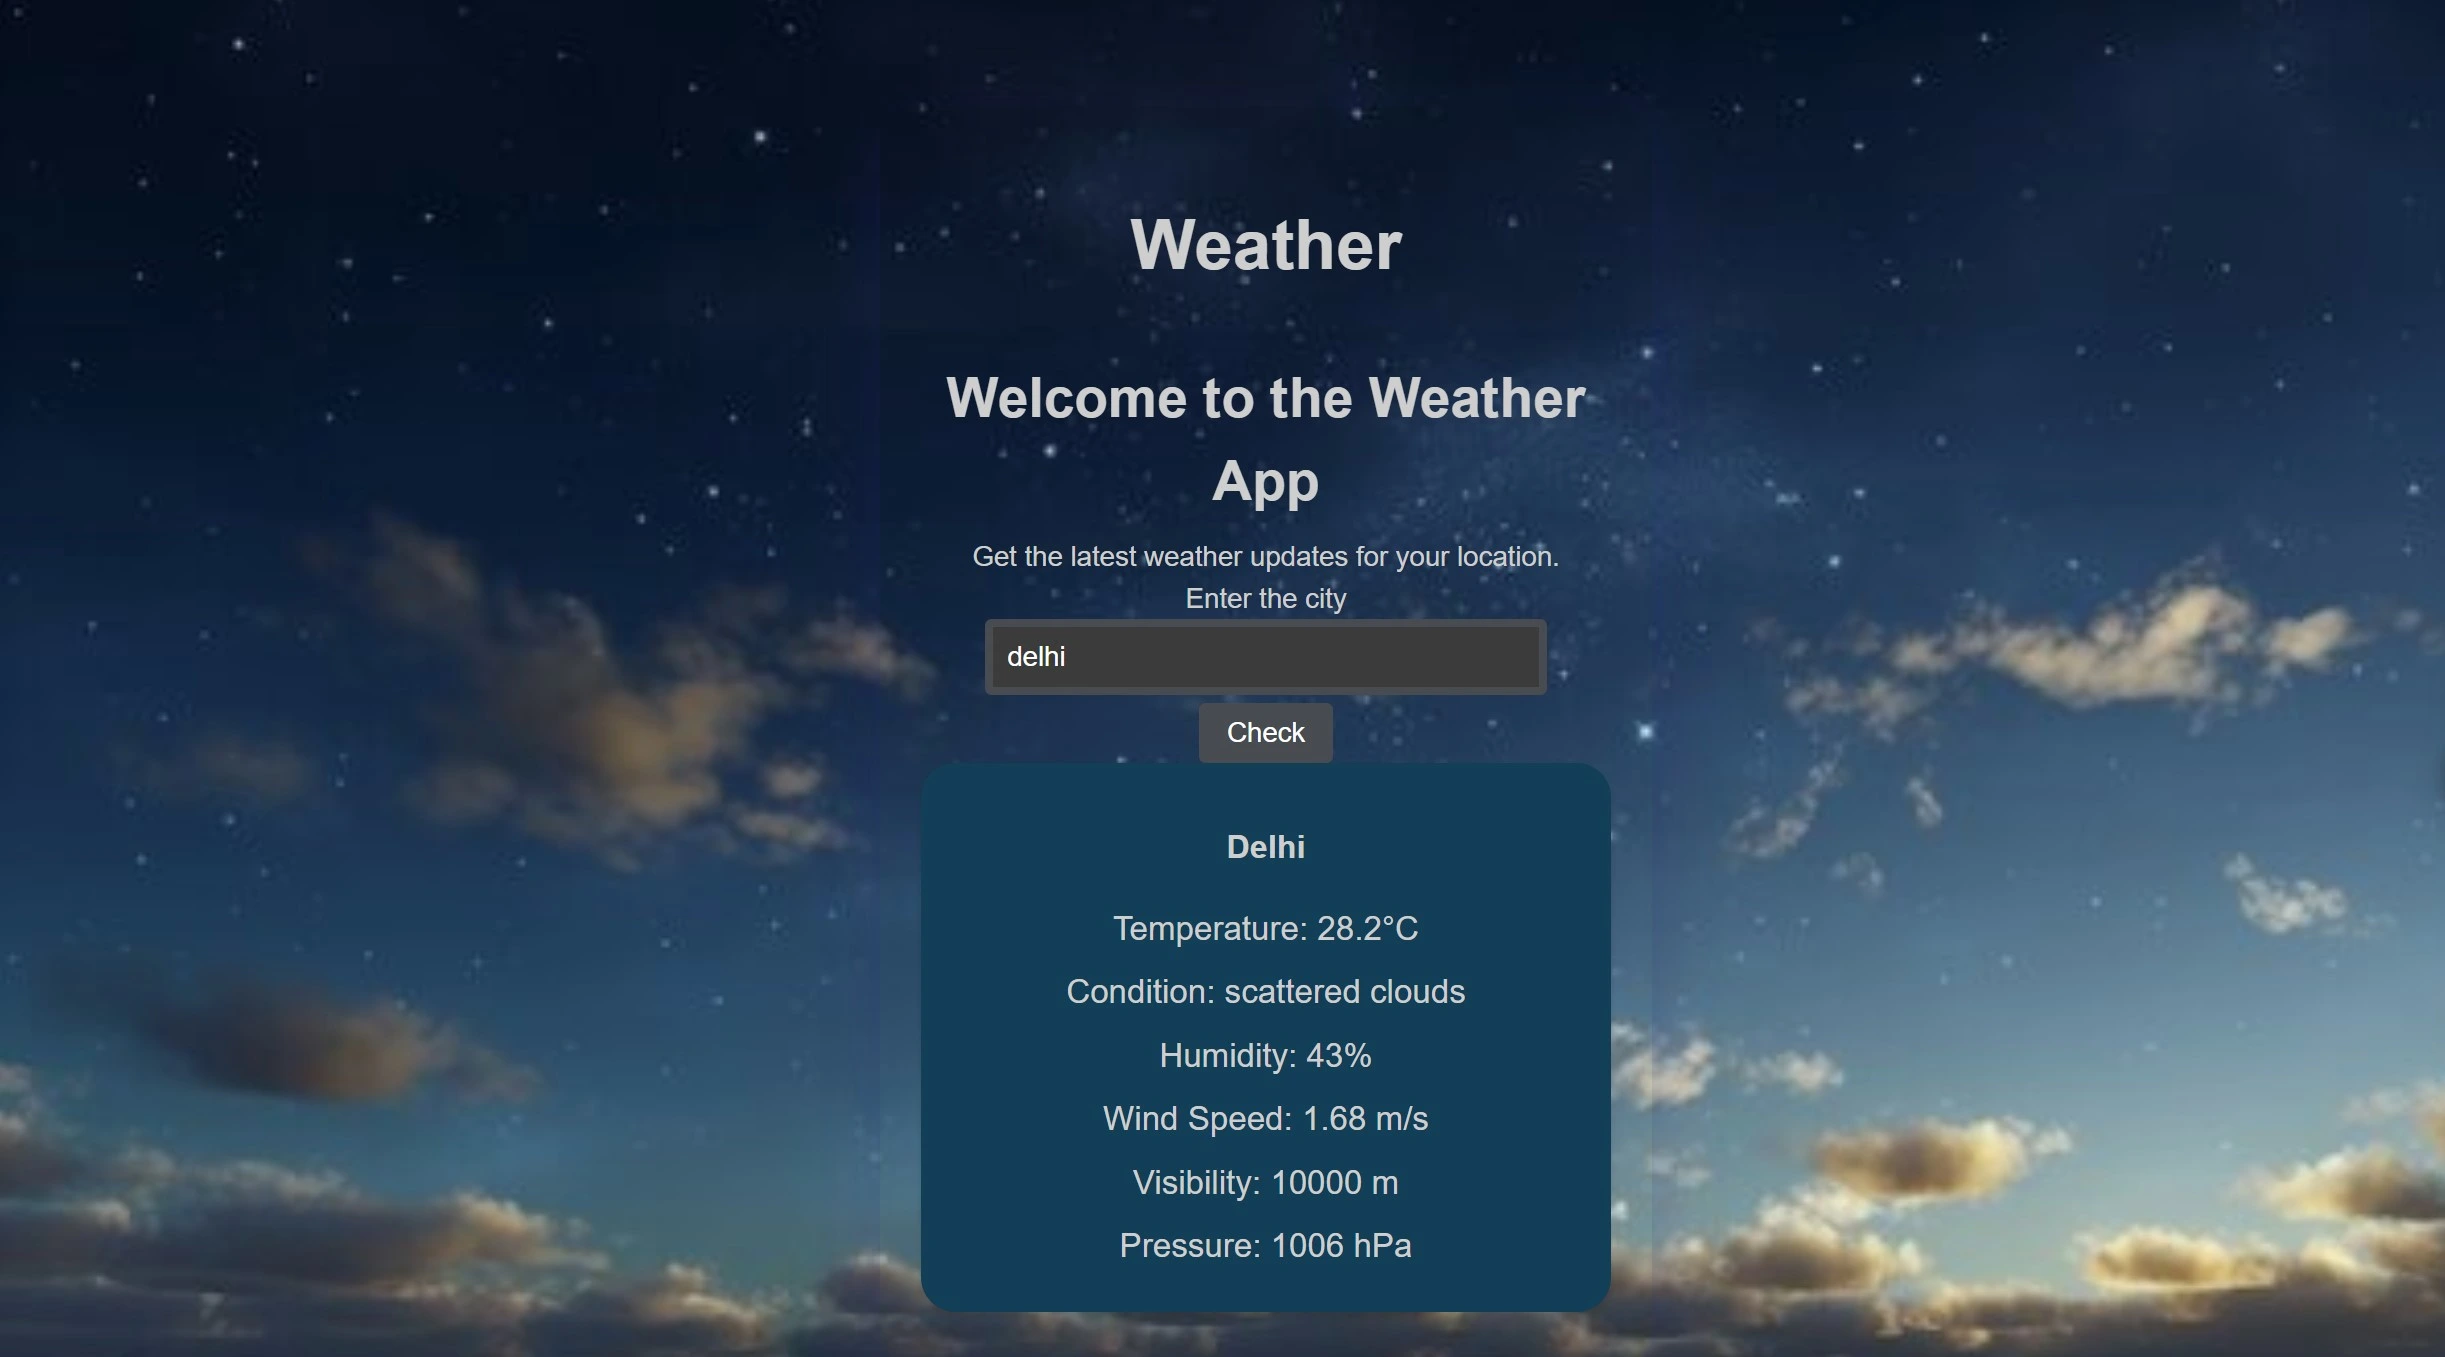 Weather
Welcome to the Weather
App
Get the latest weather updates for your location.
Enter the city
delhi
Check
Delhi
Temperature: 28.2°C
Condition: scattered clouds
Humidity: 43%
Wind Speed: 1.68 m/s
Visibility: 10000 m
Pressure: 1006 hPa